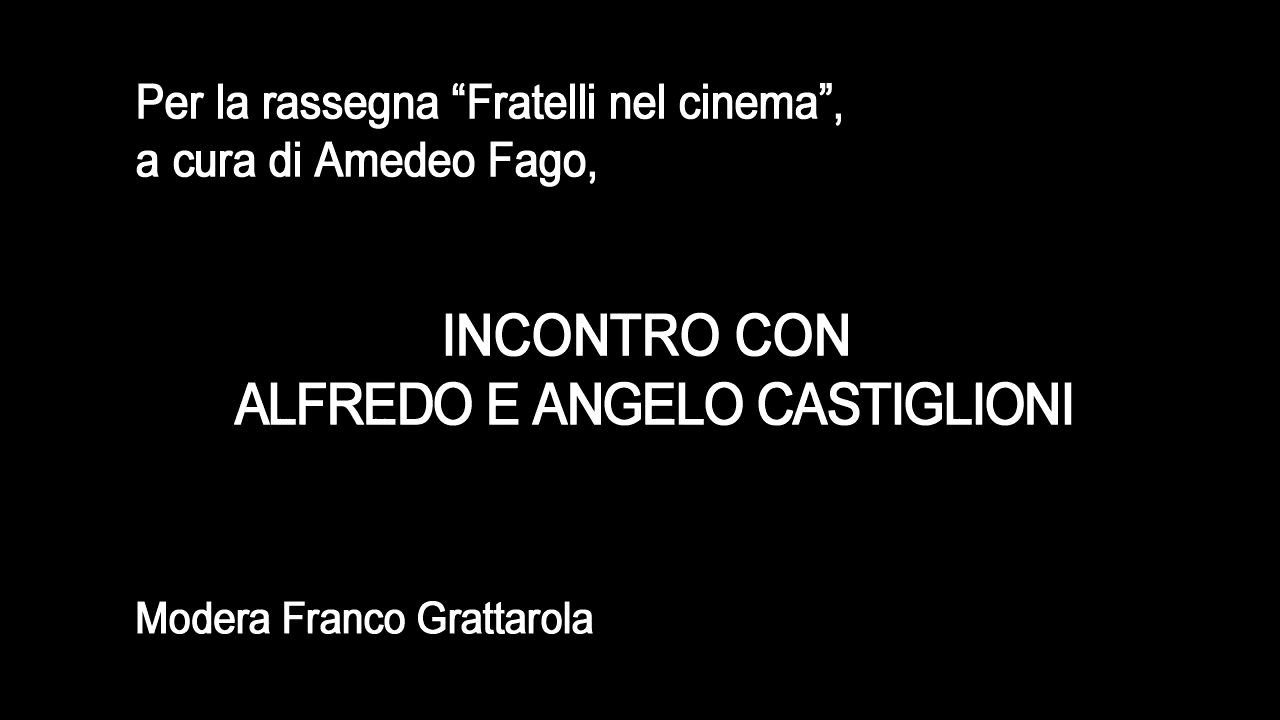 Per la rassegna “Fratelli nel cinema”,
a cura di Amedeo Fago,
INCONTRO CON
ALFREDO E ANGELO CASTIGLIONI
Modera Franco Grattarola